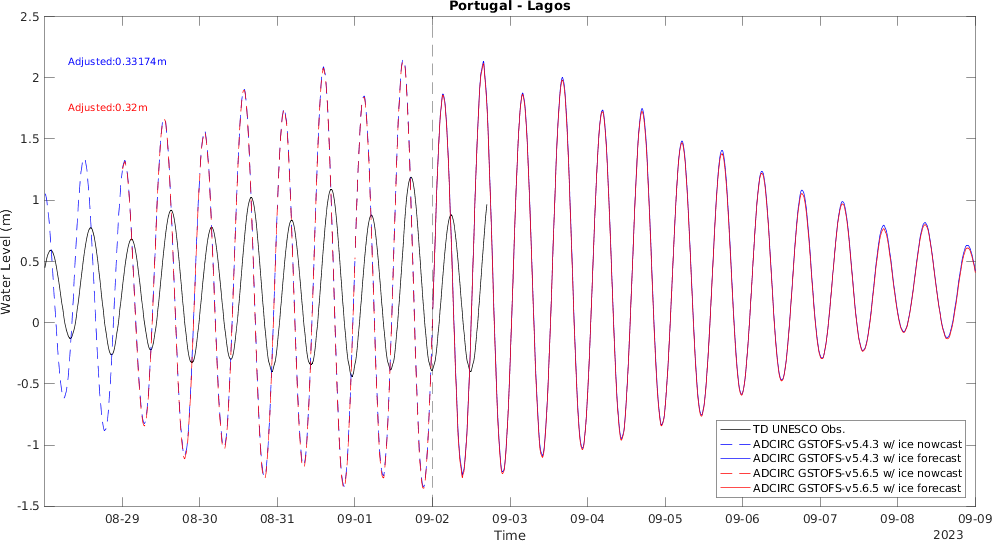 Portugal - Lagos
2.5
2
1.5
1
0.5
0
-0.5
-1
-1.5
Water Level (m)
Adjusted:0.33174m
Adjusted:0.32m
TD UNESCO Obs.
ADCIRC GSTOFS-v5.4.3 w/ ice nowcast
ADCIRC GSTOFS-v5.4.3 w/ ice forecast
ADCIRC GSTOFS-v5.6.5 w/ ice nowcast
ADCIRC GSTOFS-v5.6.5 w/ ice forecast
08-29 08-30 08-31 09-01 09-02 09-03 09-04 09-05 09-06 09-07 09-08 09-09
Time
2023